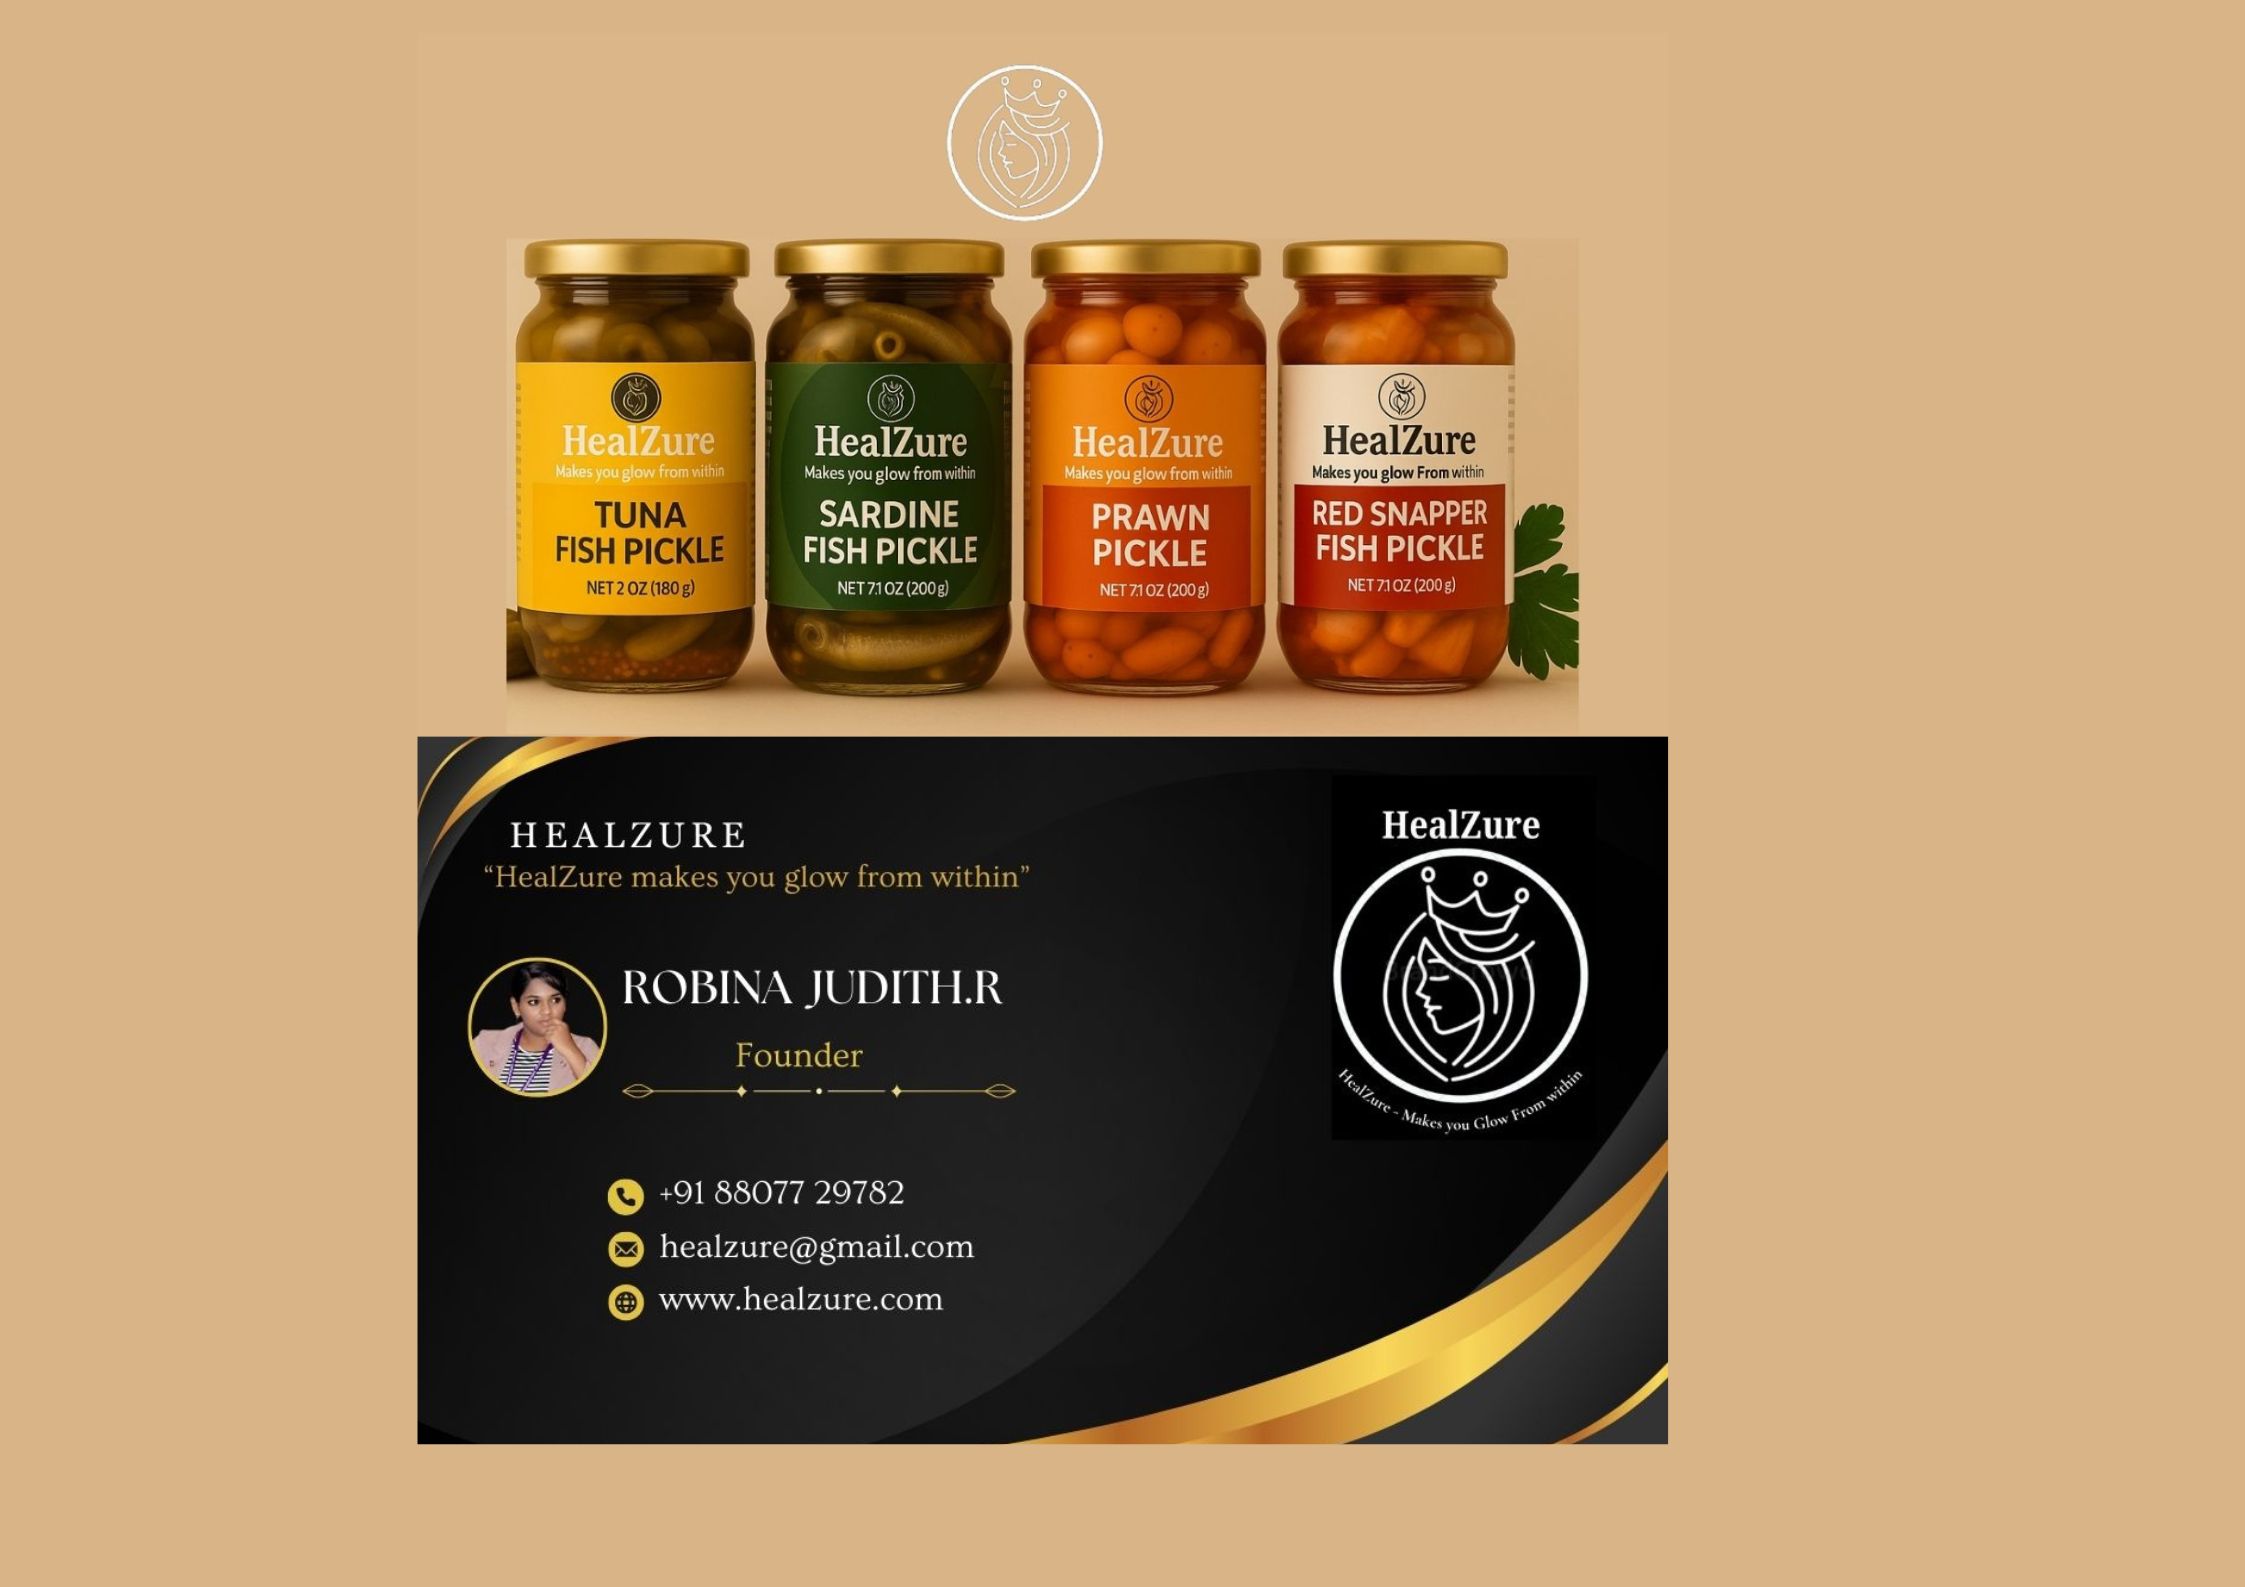 HealZure
Makes you glow from within
TUNA
FISH PICKLE
NET 2 OZ (180 g)
HealZure
Makes you glow from within
SARDINE
FISH PICKLE
NET 7.1 OZ (200 g)
HealZure
Makes you glow from within
PRAWN
PICKLE
NET 7.1 OZ (200 g)
HealZure
Makes you glow From within
RED SNAPPER
FISH PICKLE
NET 7.1 OZ (200 g)
HEALZURE
“HealZure makes you glow from within”
ROBINA JUDITH.R
Founder
+91 88077 29782
healzure@gmail.com
www.healzure.com
HealZure
HealZure - Makes you Glow From within